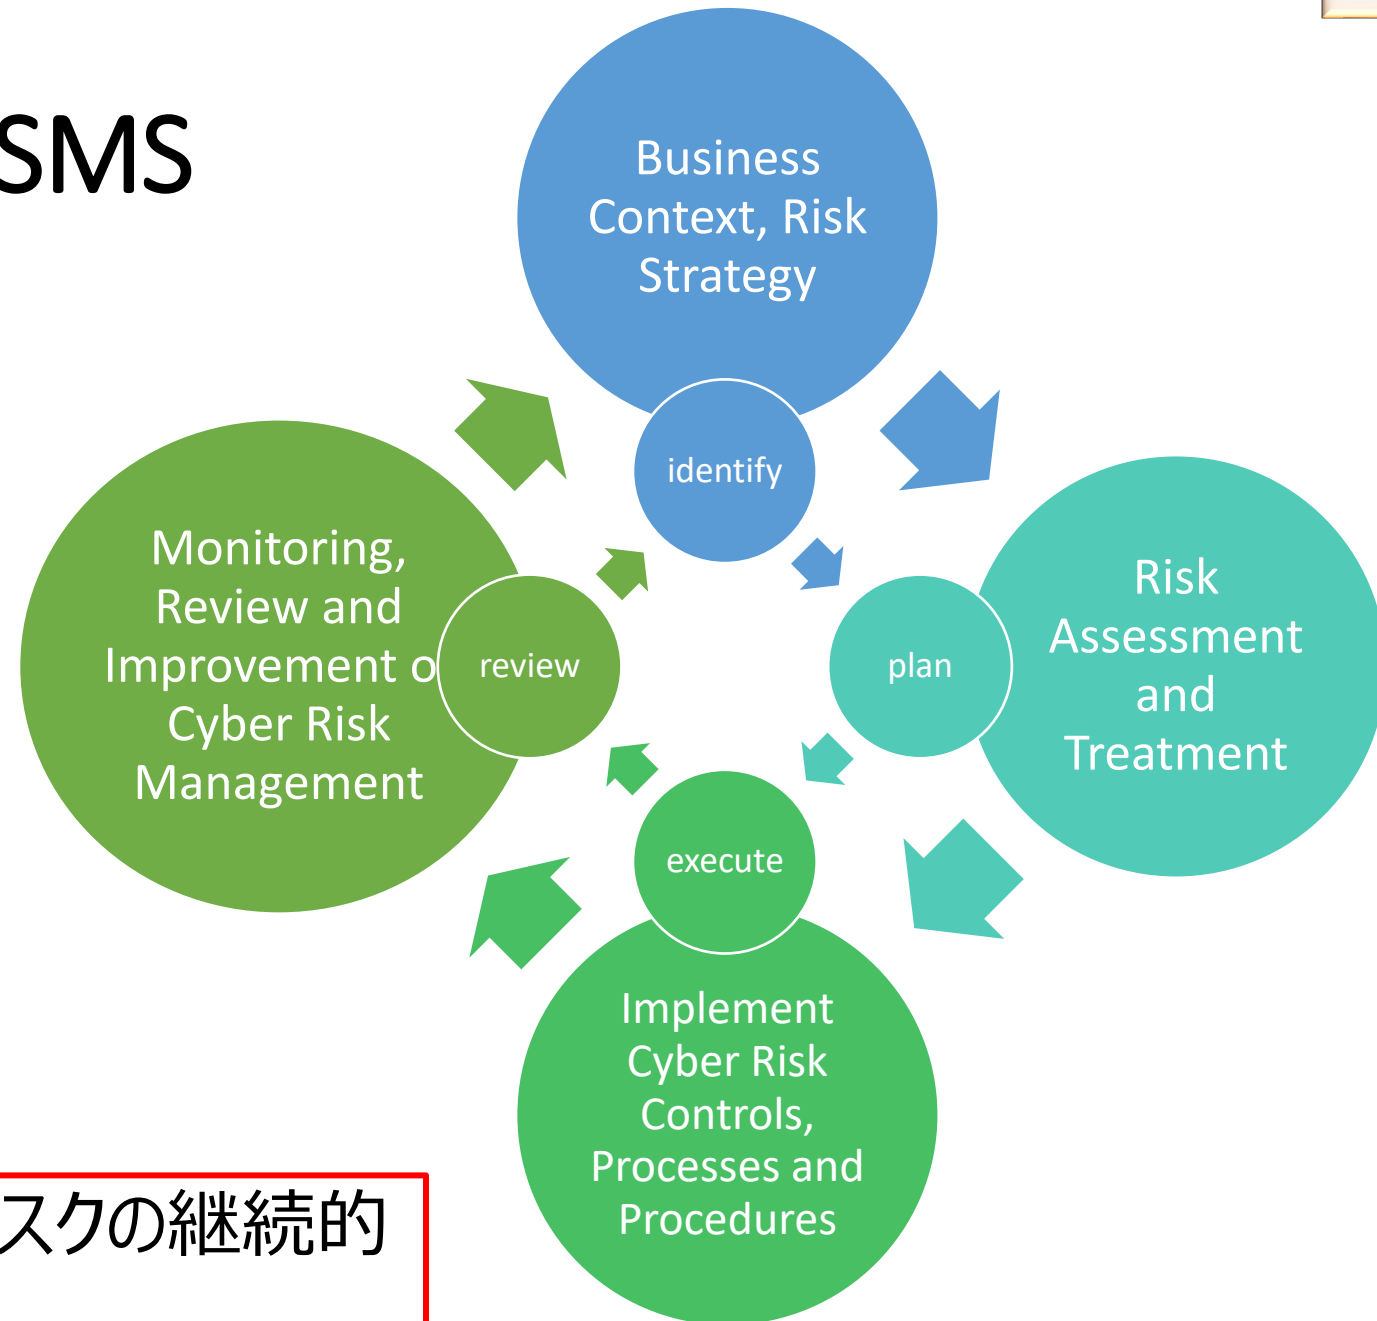 SMS
Business
Context, Risk
Strategy
identify
Monitoring,
Review and
Improvement o
Cyber Risk
Management
review
plan
Risk
Assessment
and
Treatment
execute
Implement
Cyber Risk
Controls,
Processes and
Procedures
スクの継続的